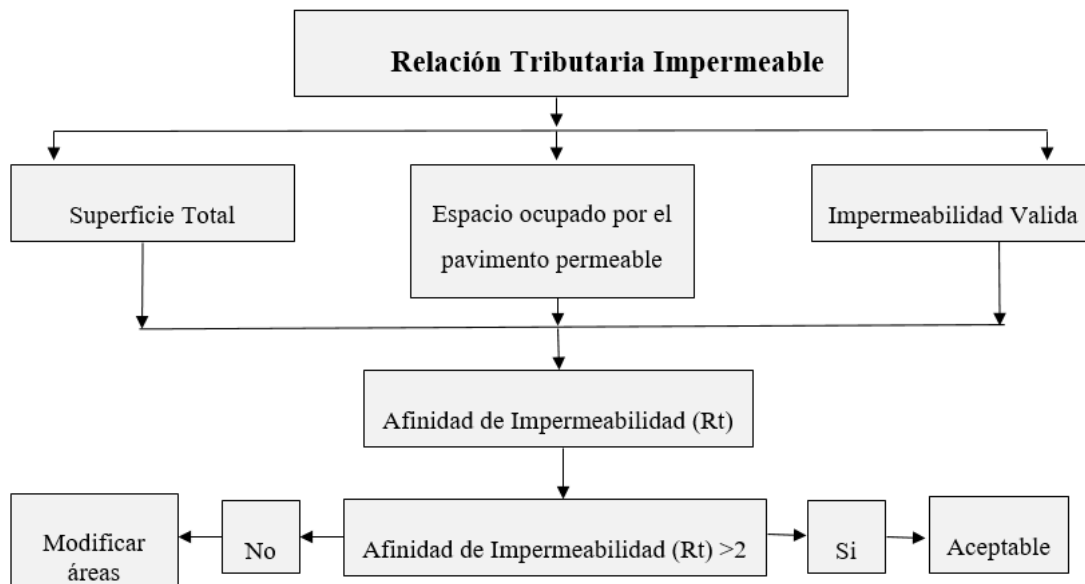 Relación Tributaria Impermeable
Superficie Total
Espacio ocupado por el
pavimento permeable
Impermeabilidad Valida
Afinidad de Impermeabilidad (Rt)
Modificar
áreas
No
Afinidad de Impermeabilidad (Rt) >2
Si
Aceptable